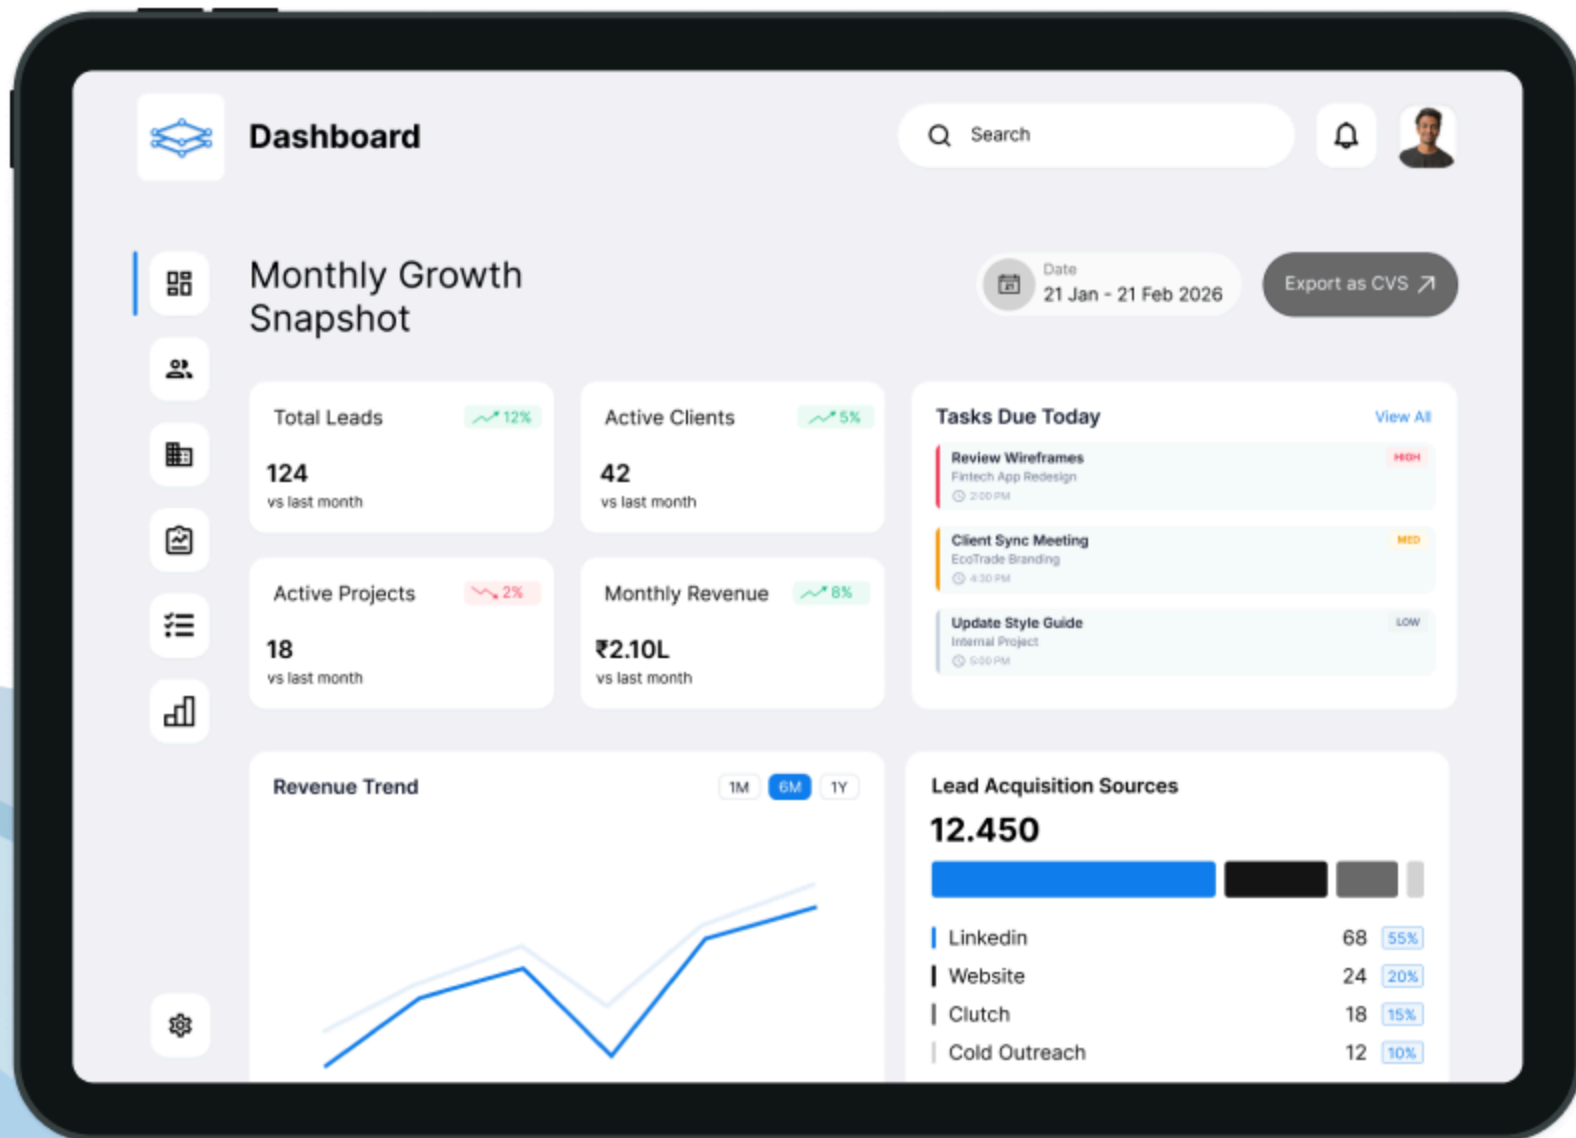 Dashboard
Search
Monthly Growth
Snapshot
Date
21 Jan - 21 Feb 2026
Export as CVS
Total Leads
12%
124
vs last month
Active Clients
5%
42
vs last month
Active Projects
2%
18
vs last month
Monthly Revenue
8%
₹2.10L
vs last month
Tasks Due Today
View All
Review Wireframes
HIGH
Fintech App Redesign
2:00 PM
Client Sync Meeting
MED
EcoTrade Branding
4:30 PM
Update Style Guide
LOW
Internal Project
5:00 PM
Revenue Trend
1M
6M
1Y
Lead Acquisition Sources
12.450
Linkedin 68 55%
Website 24 20%
Clutch 18 15%
Cold Outreach 12 10%